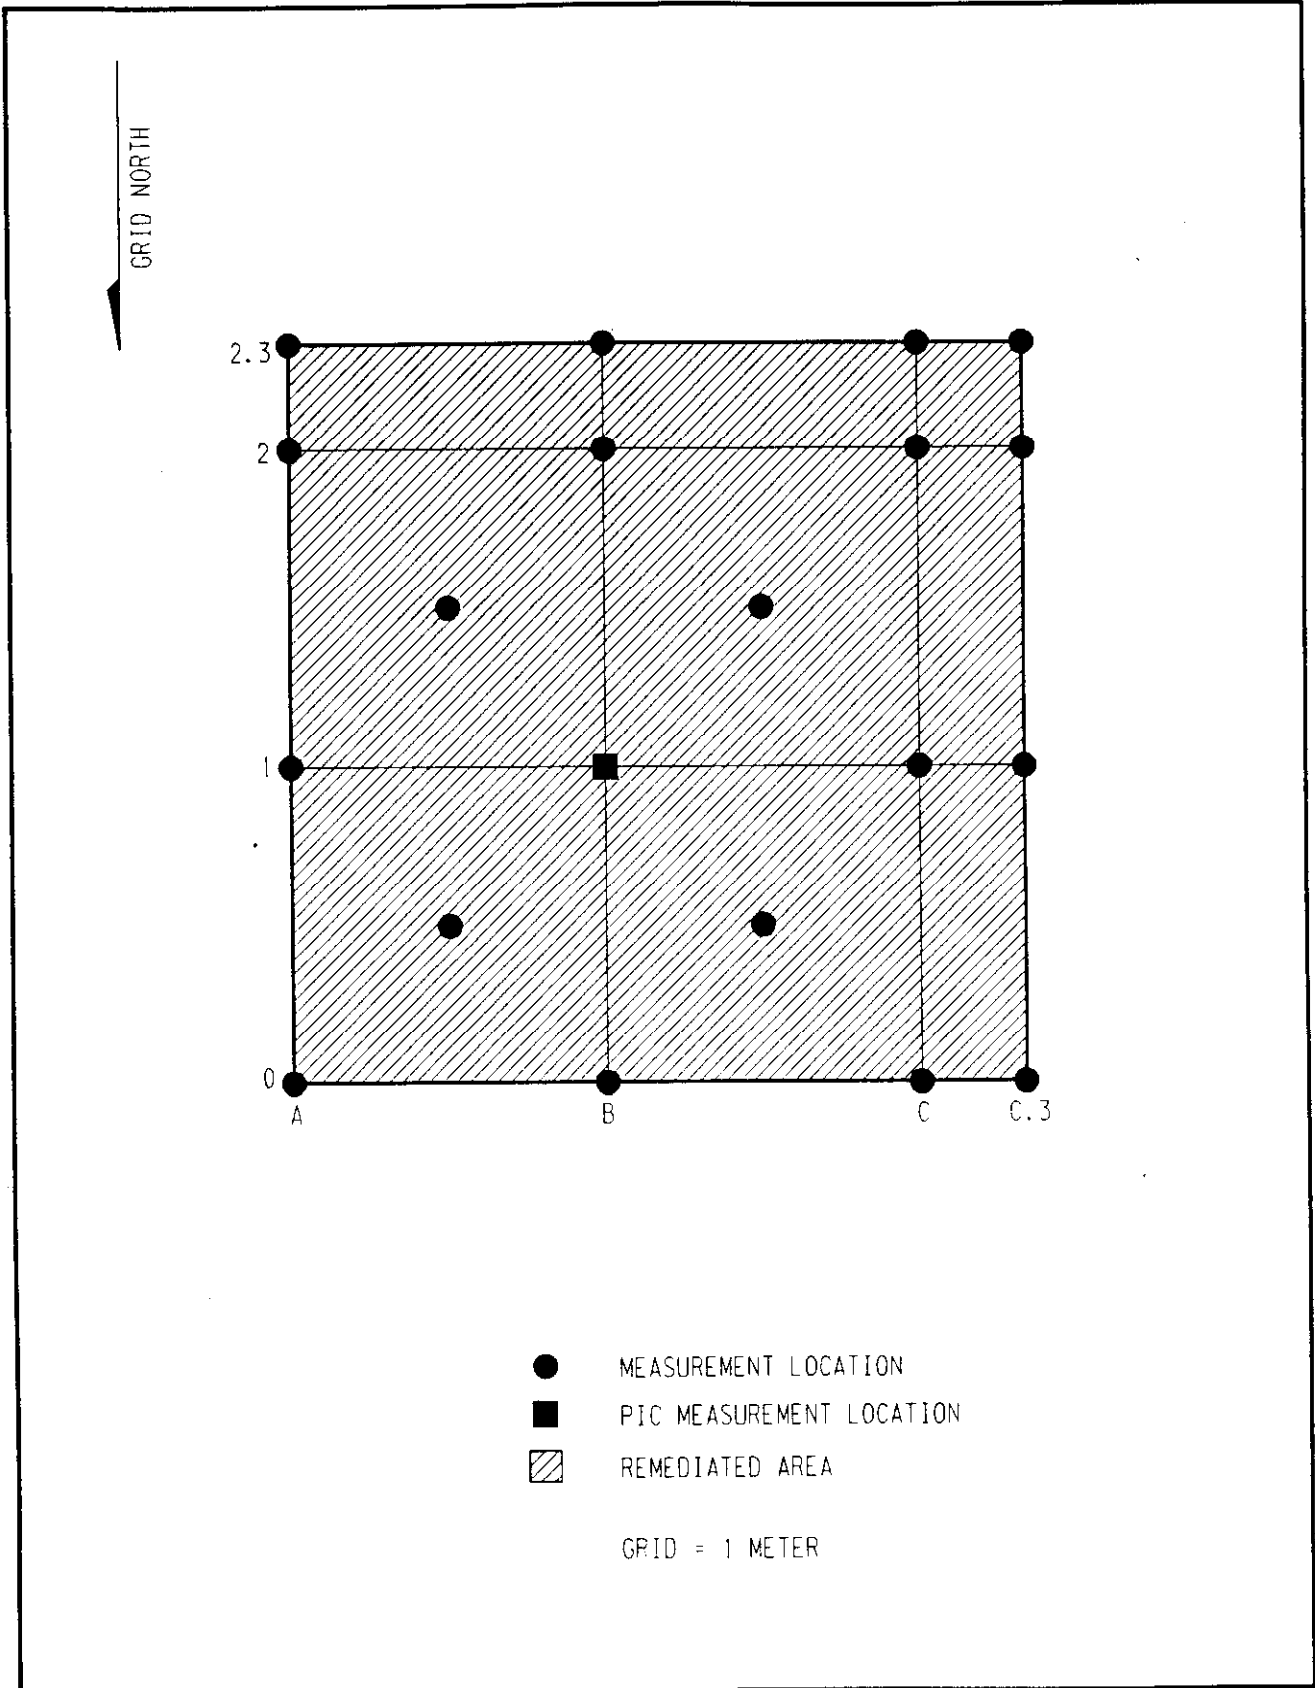 GRID NORTH
2.3
2
1
0
A B C C.3
MEASUREMENT LOCATION
PIC MEASUREMENT LOCATION
REMEDIATED AREA
GRID = 1 METER